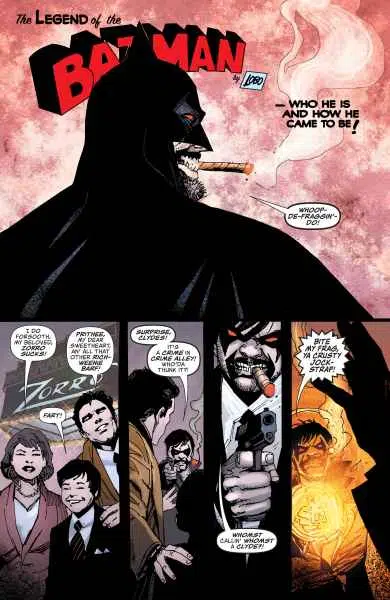 The LEGEND of the
BATMAN
by LOBO
— WHO HE IS
AND HOW HE
CAME TO BE!
WHOOP-
DE-FRAGGIN'-
DO!
I DO
FORSOOTH,
MY BELOVED,
ZORRO
SUCKS!
PRITHEE,
MY DEAR
SWEETHEART,
AN' ALL THAT
OTHER RICH-
WEENIE
BARF!
ZORRO
FART!
SURPRISE,
CLYDES!
IT'S
A CRIME IN
CRIME ALLEY!
WHO'DA
THUNK IT?!
WHOMST
CALLIN' WHOMST
A CLYDE?!
BITE
MY FRAG,
YA CRUSTY
JOCK-
STRAP!